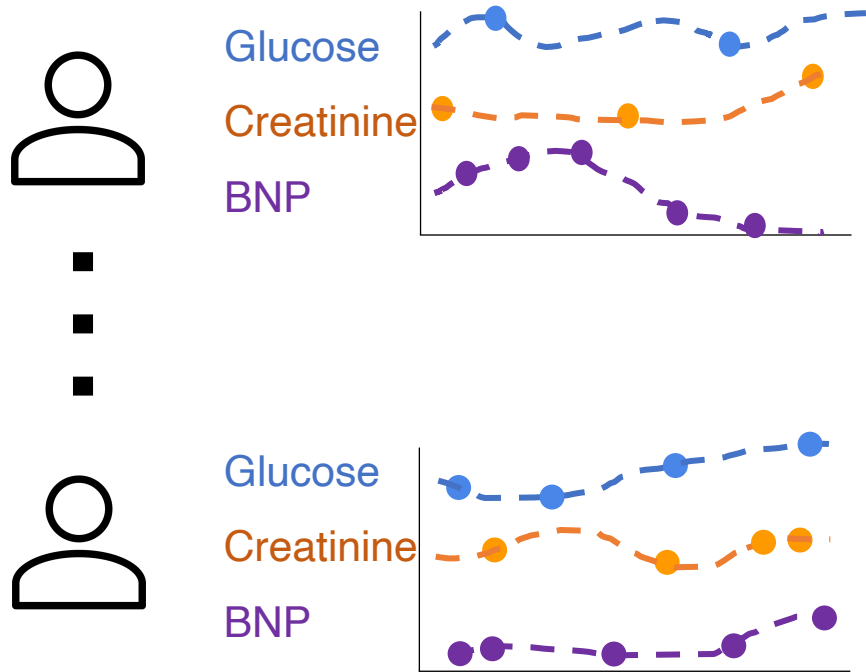 Glucose
Creatinine
BNP
Glucose
Creatinine
BNP